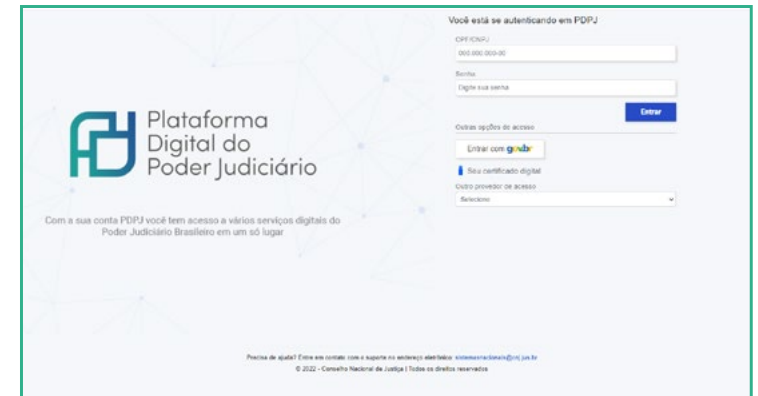 Você está se autenticando em PDPJ
CPF/CNPJ
000.000.000-00
Senha
Digite sua senha
Entrar
Outras opções de acesso
Entrar com gov.br
Seu certificado digital
Outro provedor de acesso
Selecione
Plataforma
Digital do
Poder Judiciário
Com a sua conta PDPJ você tem acesso a vários serviços digitais do
Poder Judiciário Brasileiro em um só lugar
Precisa de ajuda? Entre em contato com o suporte no endereço eletrônico: sistemasnacionais@cnj.jus.br
© 2022 - Conselho Nacional de Justiça | Todos os direitos reservados